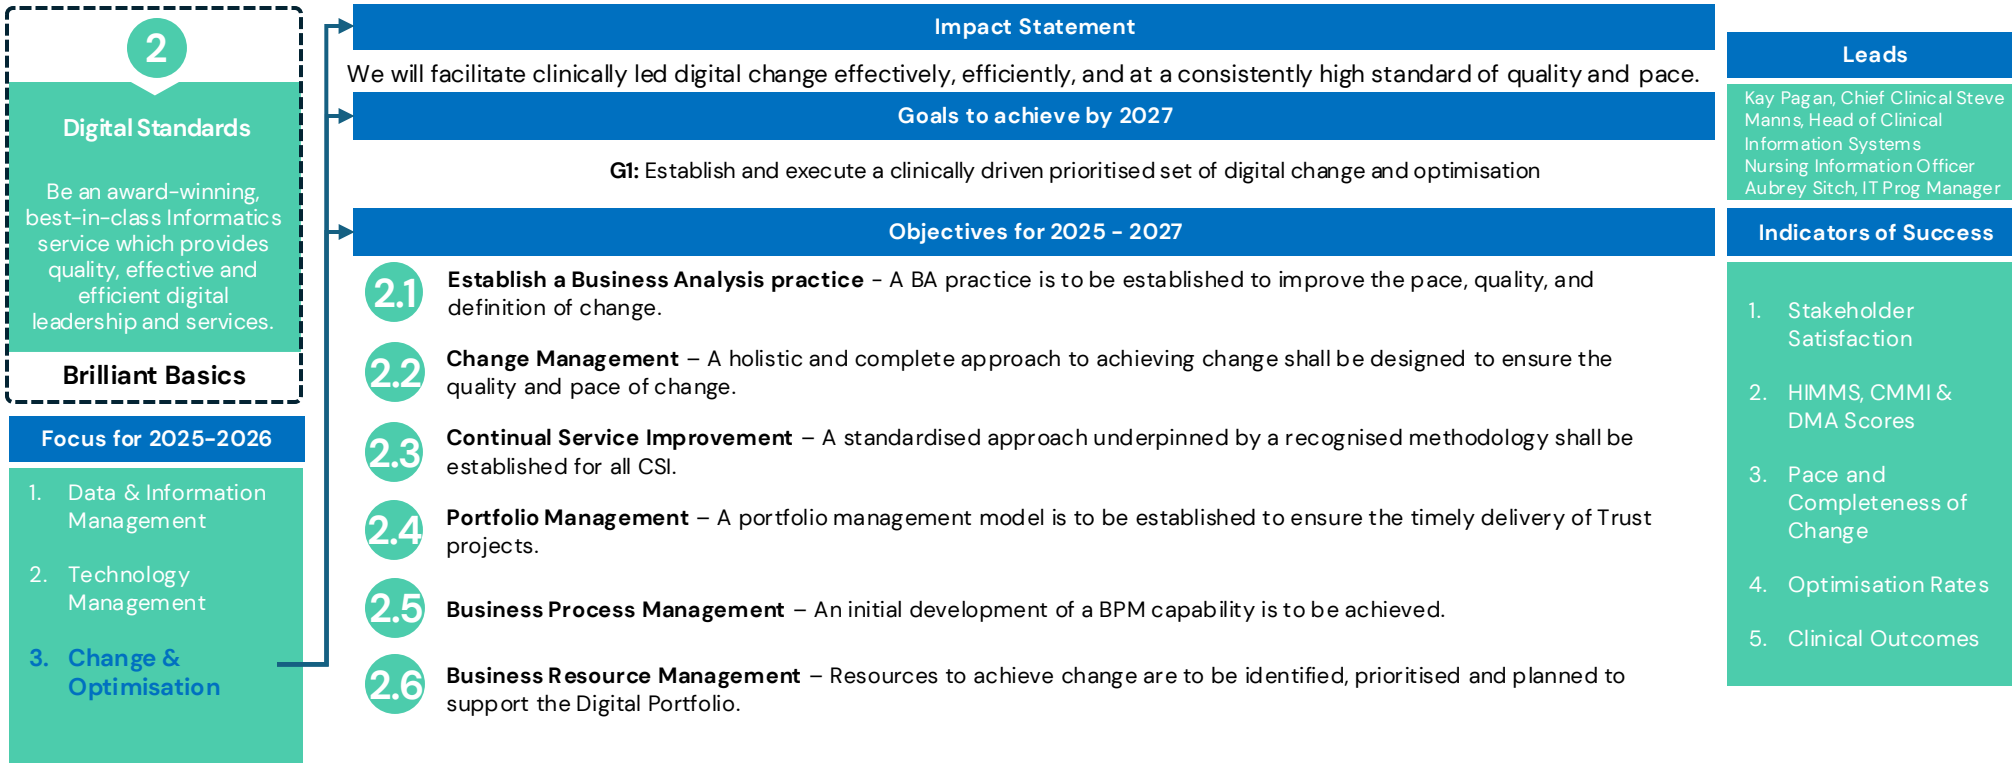 2
Digital Standards
Be an award-winning,
best-in-class Informatics
service which provides
quality, effective and
efficient digital
leadership and services.
Brilliant Basics
Focus for 2025-2026
1. Data & Information
Management
2. Technology
Management
3. Change &
Optimisation
Impact Statement
We will facilitate clinically led digital change effectively, efficiently, and at a consistently high standard of quality and pace.
Goals to achieve by 2027
G1: Establish and execute a clinically driven prioritised set of digital change and optimisation
Objectives for 2025 - 2027
2.1 Establish a Business Analysis practice - A BA practice is to be established to improve the pace, quality, and
definition of change.
2.2 Change Management – A holistic and complete approach to achieving change shall be designed to ensure the
quality and pace of change.
2.3 Continual Service Improvement – A standardised approach underpinned by a recognised methodology shall be
established for all CSI.
2.4 Portfolio Management – A portfolio management model is to be established to ensure the timely delivery of Trust
projects.
2.5 Business Process Management – An initial development of a BPM capability is to be achieved.
2.6 Business Resource Management – Resources to achieve change are to be identified, prioritised and planned to
support the Digital Portfolio.
Leads
Kay Pagan, Chief Clinical Steve
Manns, Head of Clinical
Information Systems
Nursing Information Officer
Aubrey Sitch, IT Prog Manager
Indicators of Success
1. Stakeholder
Satisfaction
2. HIMMS, CMMI &
DMA Scores
3. Pace and
Completeness of
Change
4. Optimisation Rates
5. Clinical Outcomes